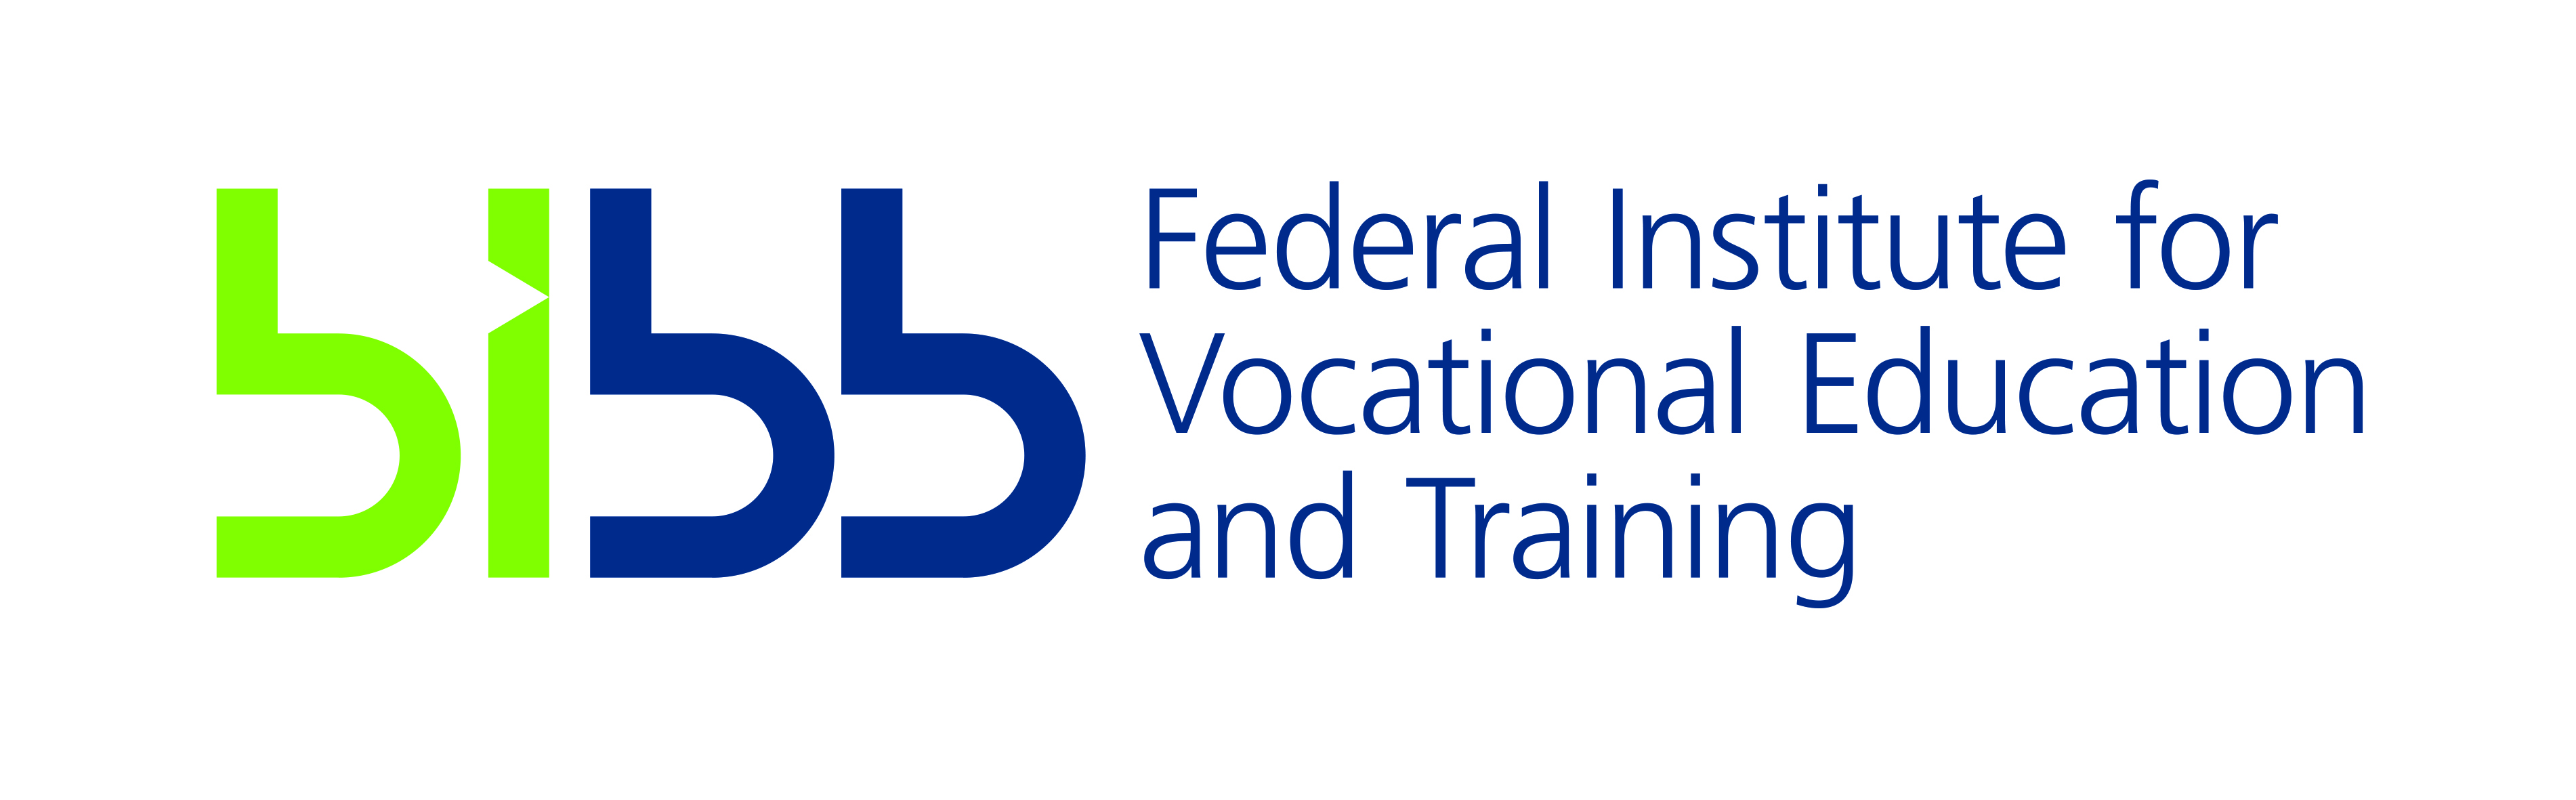 bibb
Federal Institute for
Vocational Education
and Training